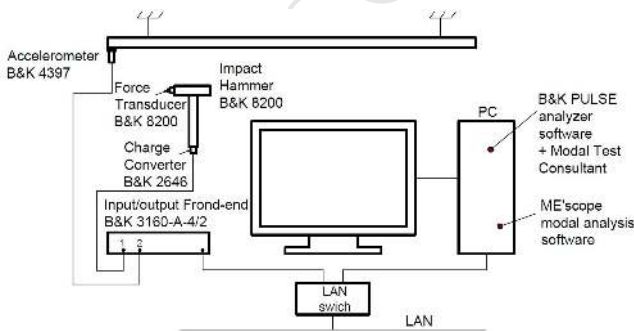 Accelerometer
B&K 4397
Force
Transducer
B&K 8200
Impact
Hammer
B&K 8200
Charge
Converter
B&K 2646
Input/output Frond-end
B&K 3160-A-4/2
1 2
PC
B&K PULSE
analyzer
software
+ Modal Test
Consultant
ME'scope
modal analysis
software
LAN
swich
LAN